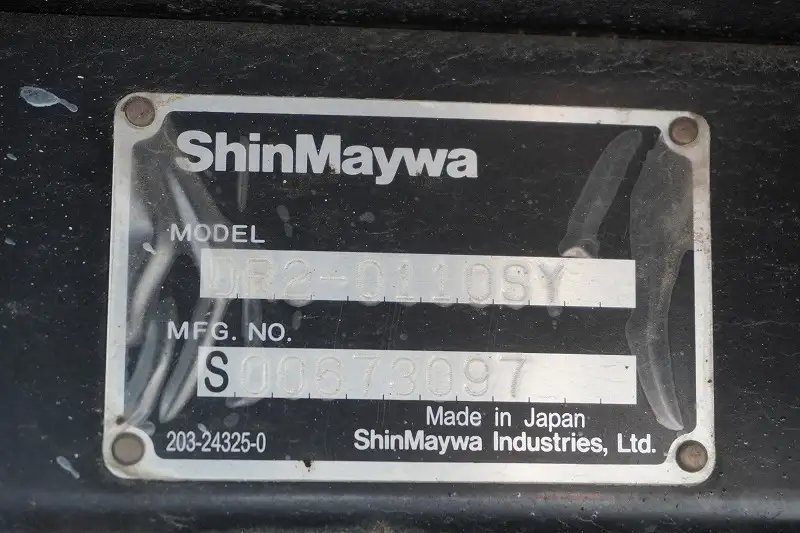 ShinMaywa
MODEL
DR2-0110SY
MFG. NO.
S00673097
Made in Japan
203-24325-0
ShinMaywa Industries, Ltd.